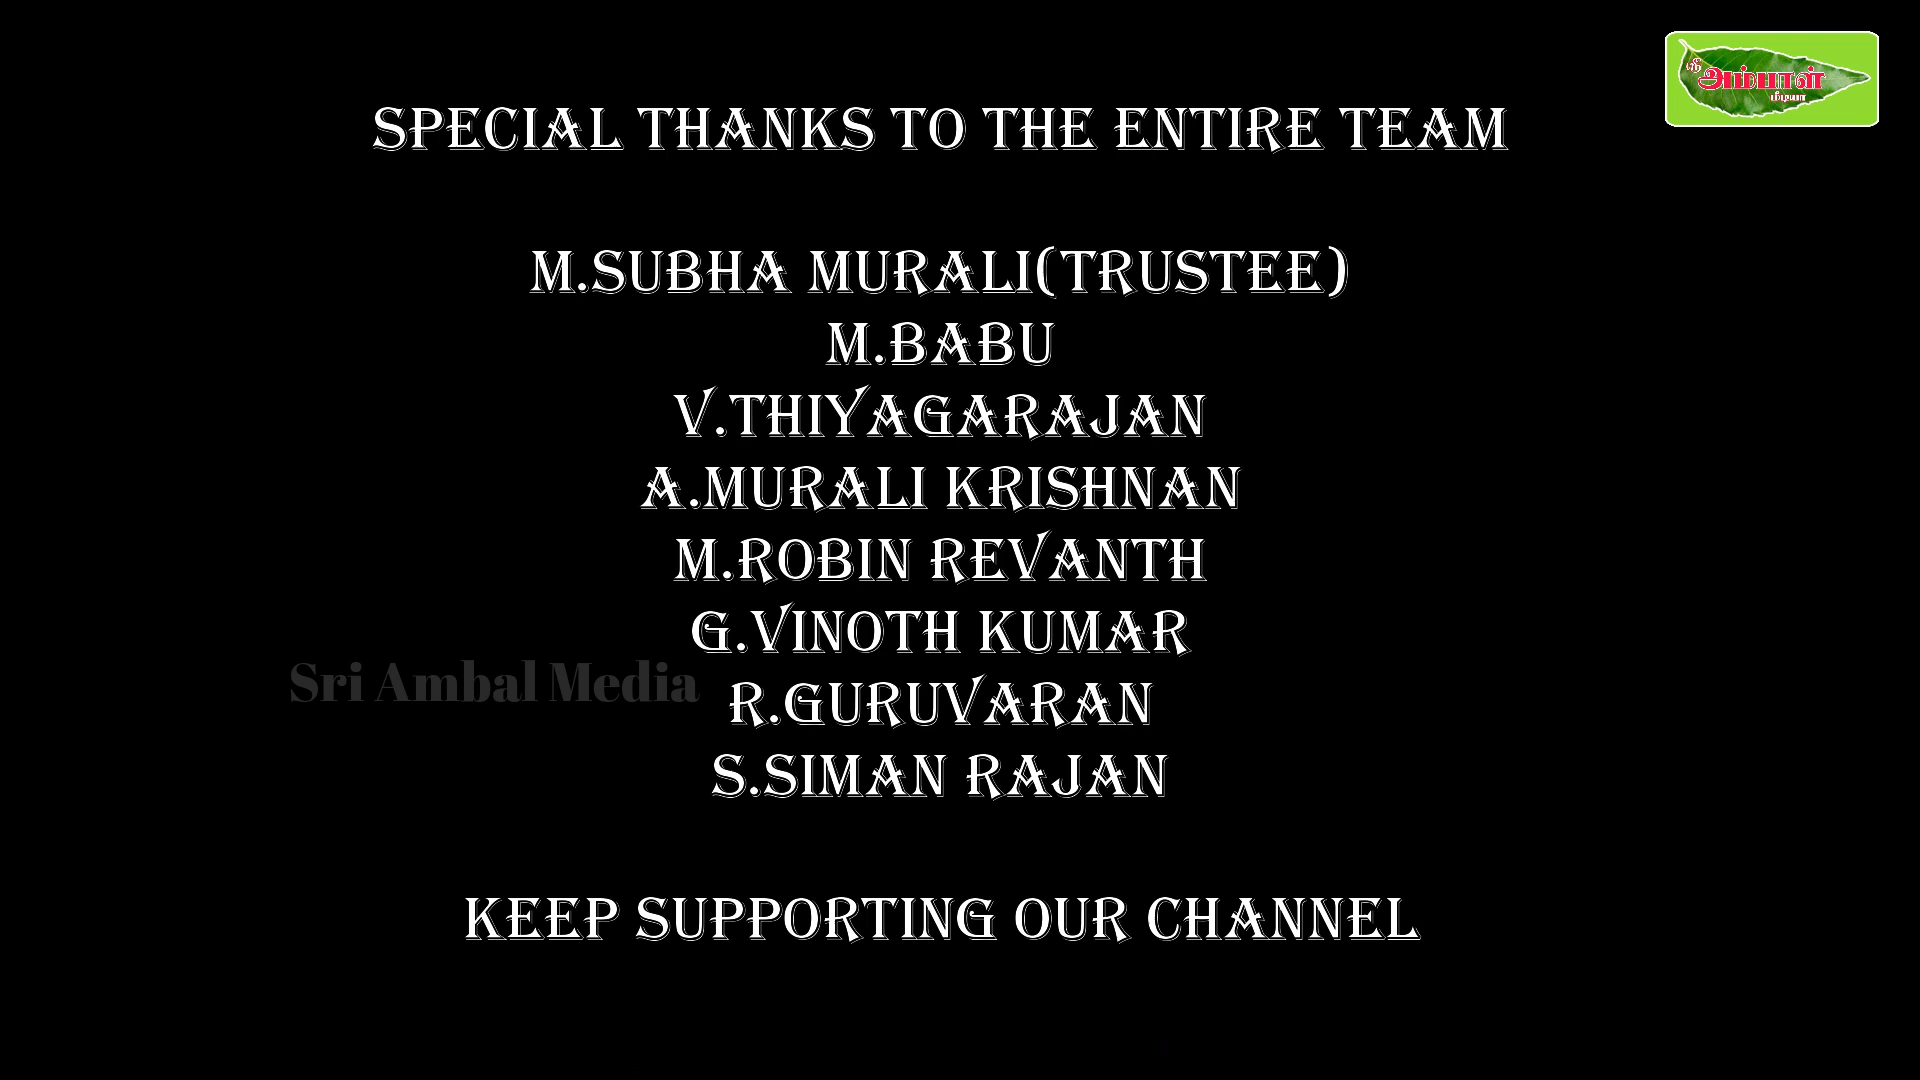 ஸ்ரீ
அம்பாள்
மீடியா
SPECIAL THANKS TO THE ENTIRE TEAM
M.SUBHA MURALI(TRUSTEE)
M.BABU
V.THIYAGARAJAN
A.MURALI KRISHNAN
M.ROBIN REVANTH
G.VINOTH KUMAR
Sri Ambal Media
R.GURUVARAN
S.SIMAN RAJAN
KEEP SUPPORTING OUR CHANNEL